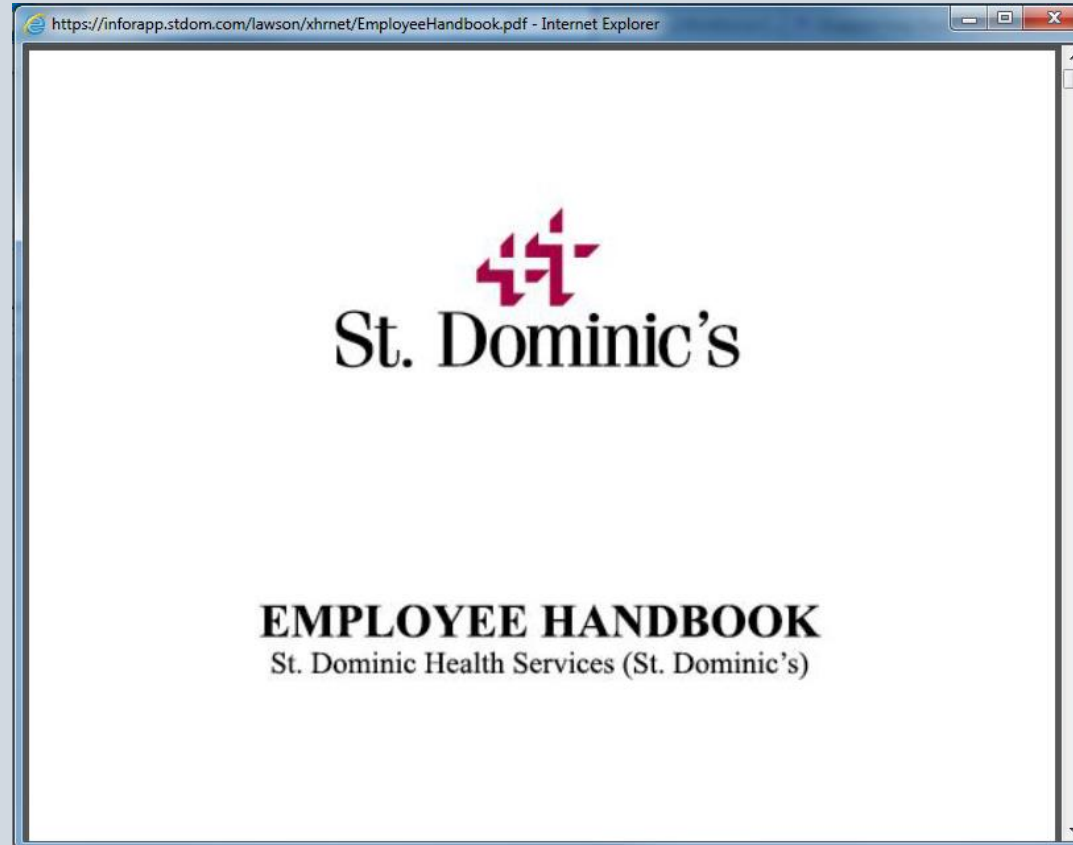 https://inforapp.stdom.com/lawson/xhrnet/EmployeeHandbook.pdf - Internet Explorer
St. Dominic's
EMPLOYEE HANDBOOK
St. Dominic Health Services (St. Dominic's)